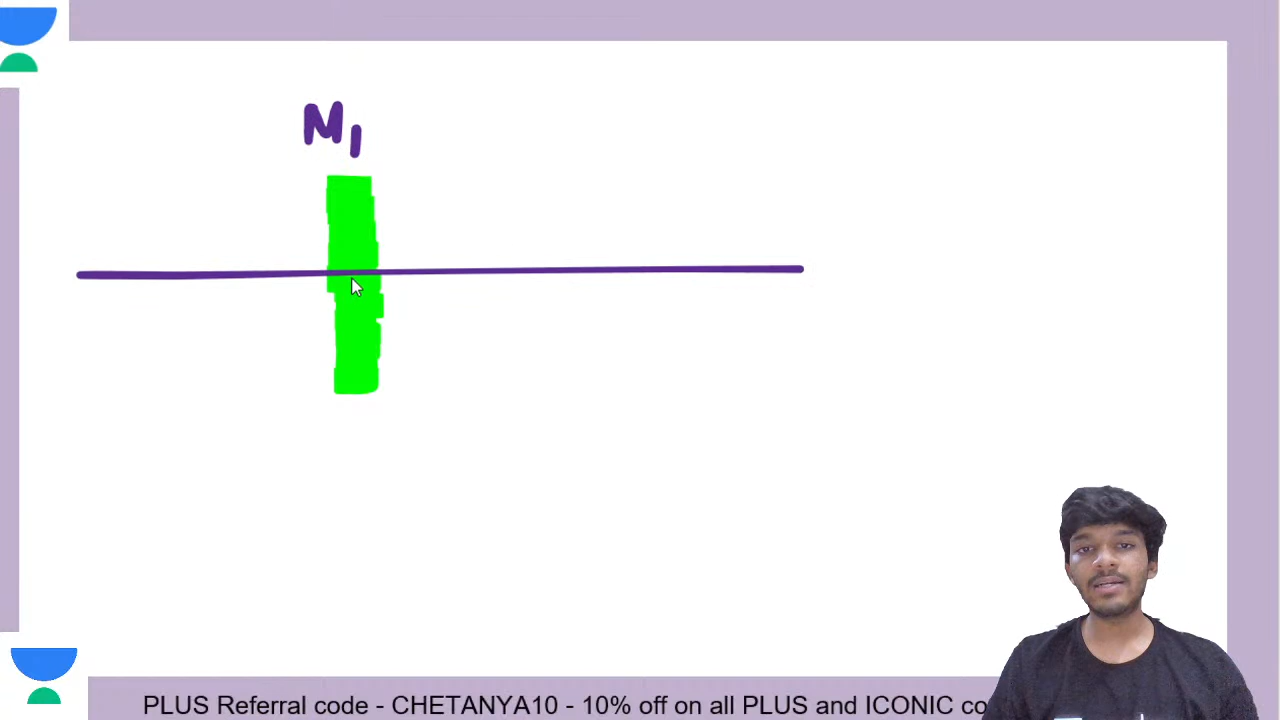 M1
PLUS Referral code - CHETANYA10 - 10% off on all PLUS and ICONIC co